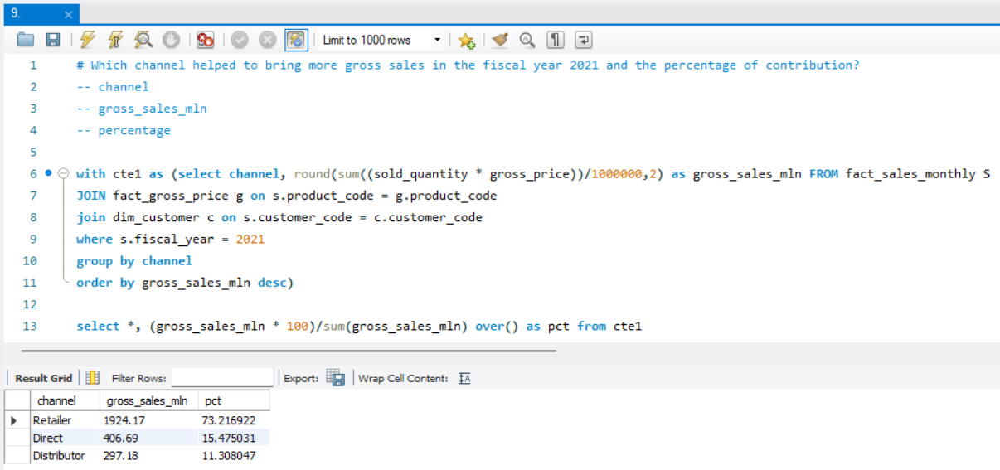 9.
Limit to 1000 rows
1 # Which channel helped to bring more gross sales in the fiscal year 2021 and the percentage of contribution?
2 -- channel
3 -- gross_sales_mln
4 -- percentage
5
6 with cte1 as (select channel, round(sum((sold_quantity * gross_price))/1000000,2) as gross_sales_mln FROM fact_sales_monthly S
7 JOIN fact_gross_price g on s.product_code = g.product_code
8 join dim_customer c on s.customer_code = c.customer_code
9 where s.fiscal_year = 2021
10 group by channel
11 order by gross_sales_mln desc)
12
13 select *, (gross_sales_mln * 100)/sum(gross_sales_mln) over() as pct from cte1
Result Grid Filter Rows: Export: Wrap Cell Content: IA
channel gross_sales_mln pct
Retailer 1924.17 73.216922
Direct 406.69 15.475031
Distributor 297.18 11.308047